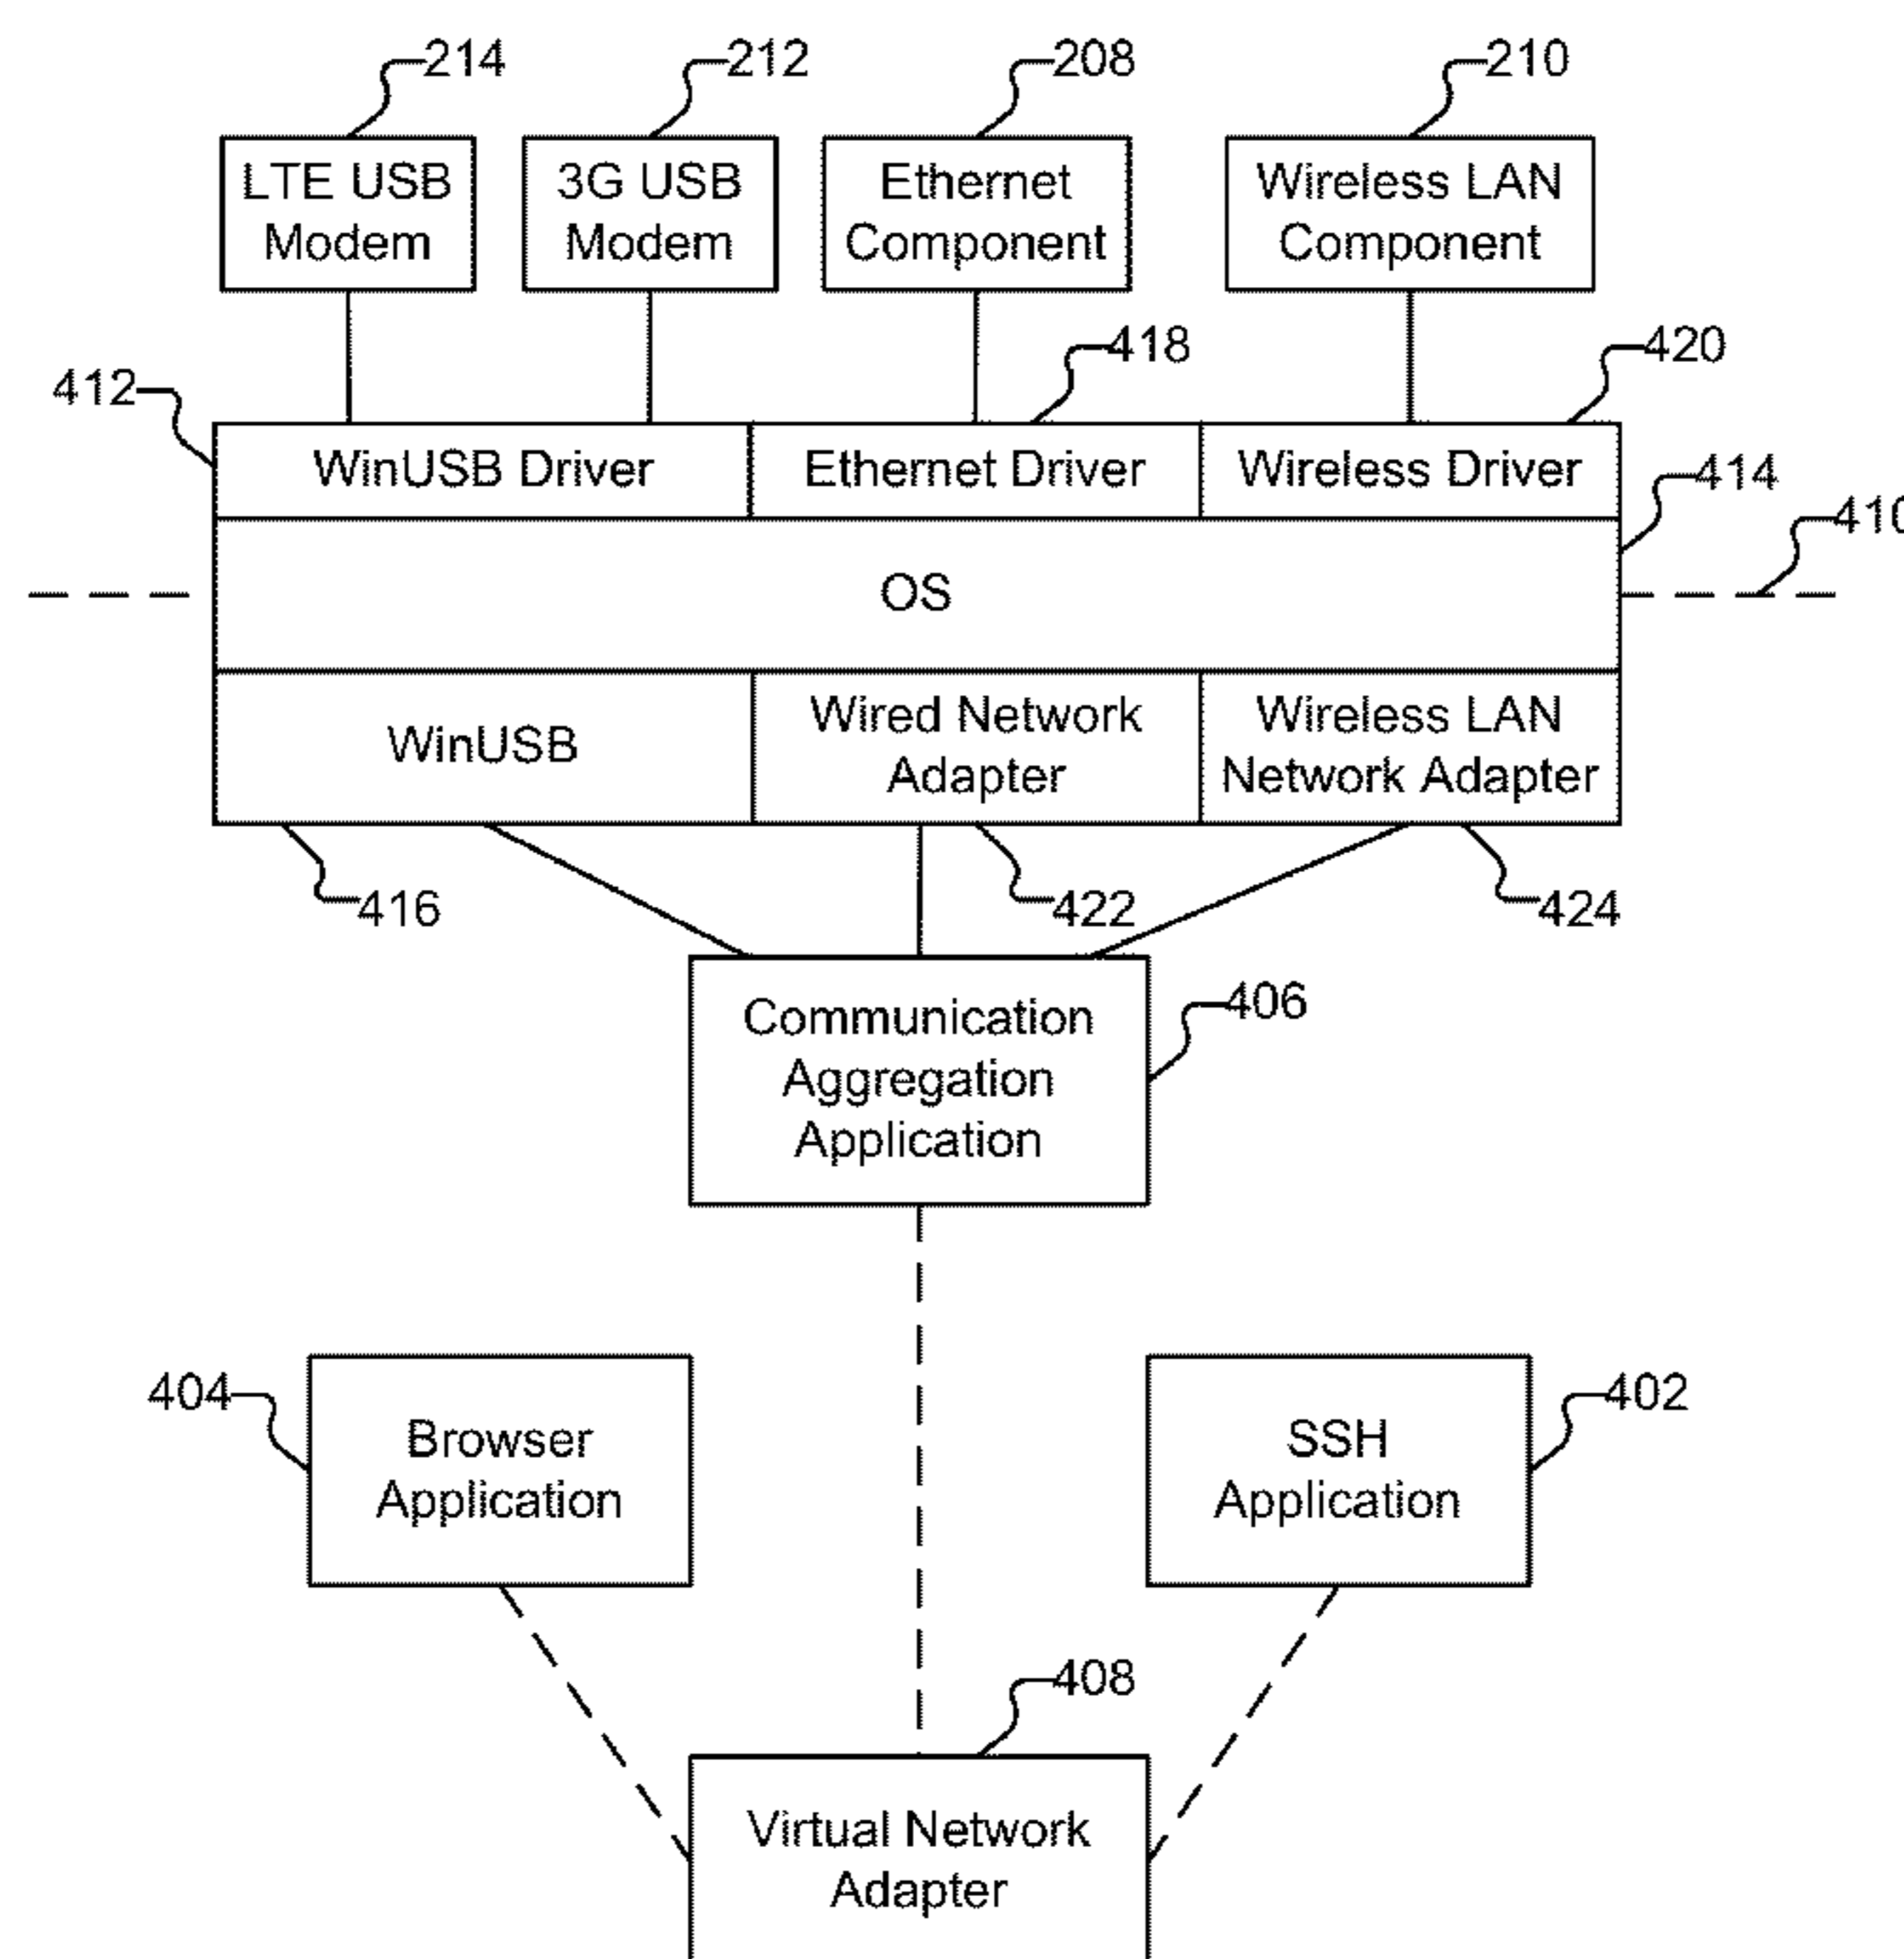 214
212
208
210
LTE USB
Modem
3G USB
Modem
Ethernet
Component
Wireless LAN
Component
418
420
412
WinUSB Driver
Ethernet Driver
Wireless Driver
414
410
OS
WinUSB
Wired Network
Adapter
Wireless LAN
Network Adapter
416
422
424
Communication
Aggregation
Application
406
404
Browser
Application
SSH
Application
402
408
Virtual Network
Adapter